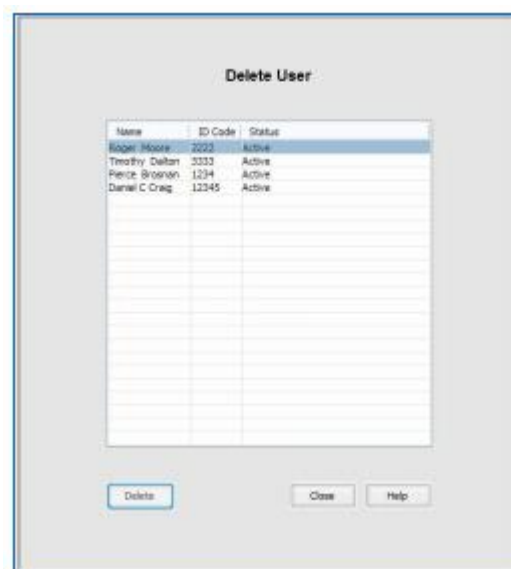 Delete User
Name ID Code Status
Roger Moore 2222 Active
Timothy Dalton 3333 Active
Pierce Brosnan 1234 Active
Daniel C Craig 12345 Active
Delete Close Help